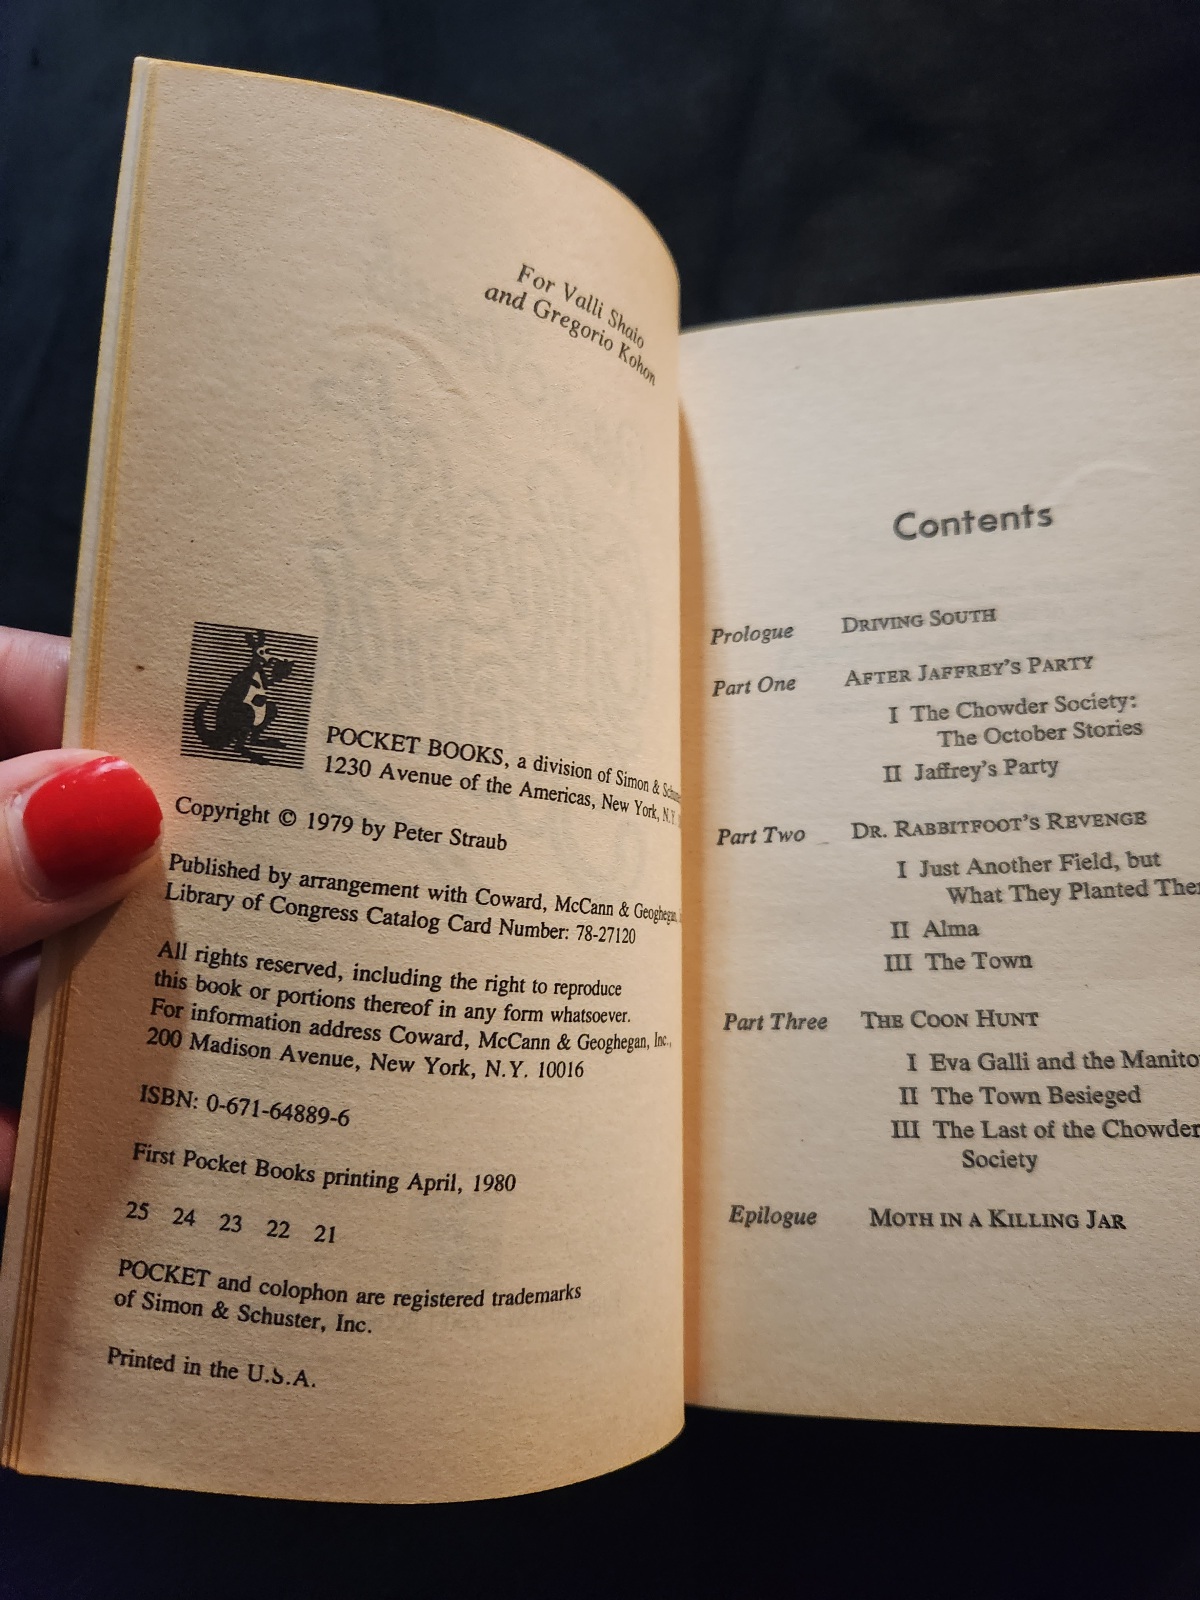 For Valli Shaio
and Gregorio Kohon
POCKET BOOKS, a division of Simon &
1230 Avenue of the Americas, New York, N.Y.
Copyright © 1979 by Peter Straub
Published by arrangement with Coward, McCann & Geoghegan,
Library of Congress Catalog Card Number: 78-27120
All rights reserved, including the right to reproduce
this book or portions thereof in any form whatsoever.
For information address Coward, McCann & Geoghegan, Inc.,
200 Madison Avenue, New York, N.Y. 10016
ISBN: 0-671-64889-6
First Pocket Books printing April, 1980
25 24 23 22 21
POCKET and colophon are registered trademarks
of Simon & Schuster, Inc.
Printed in the U.S.A.
Contents
Prologue DRIVING SOUTH
Part One AFTER JAFFREY'S PARTY
I The Chowder Society:
The October Stories
II Jaffrey's Party
Part Two DR. RABBITFOOT'S REVENGE
I Just Another Field, but
What They Planted
II Alma
III The Town
Part Three THE COON HUNT
I Eva Galli and the
II The Town Besieged
III The Last of the Chowder
Society
Epilogue MOTH IN A KILLING JAR